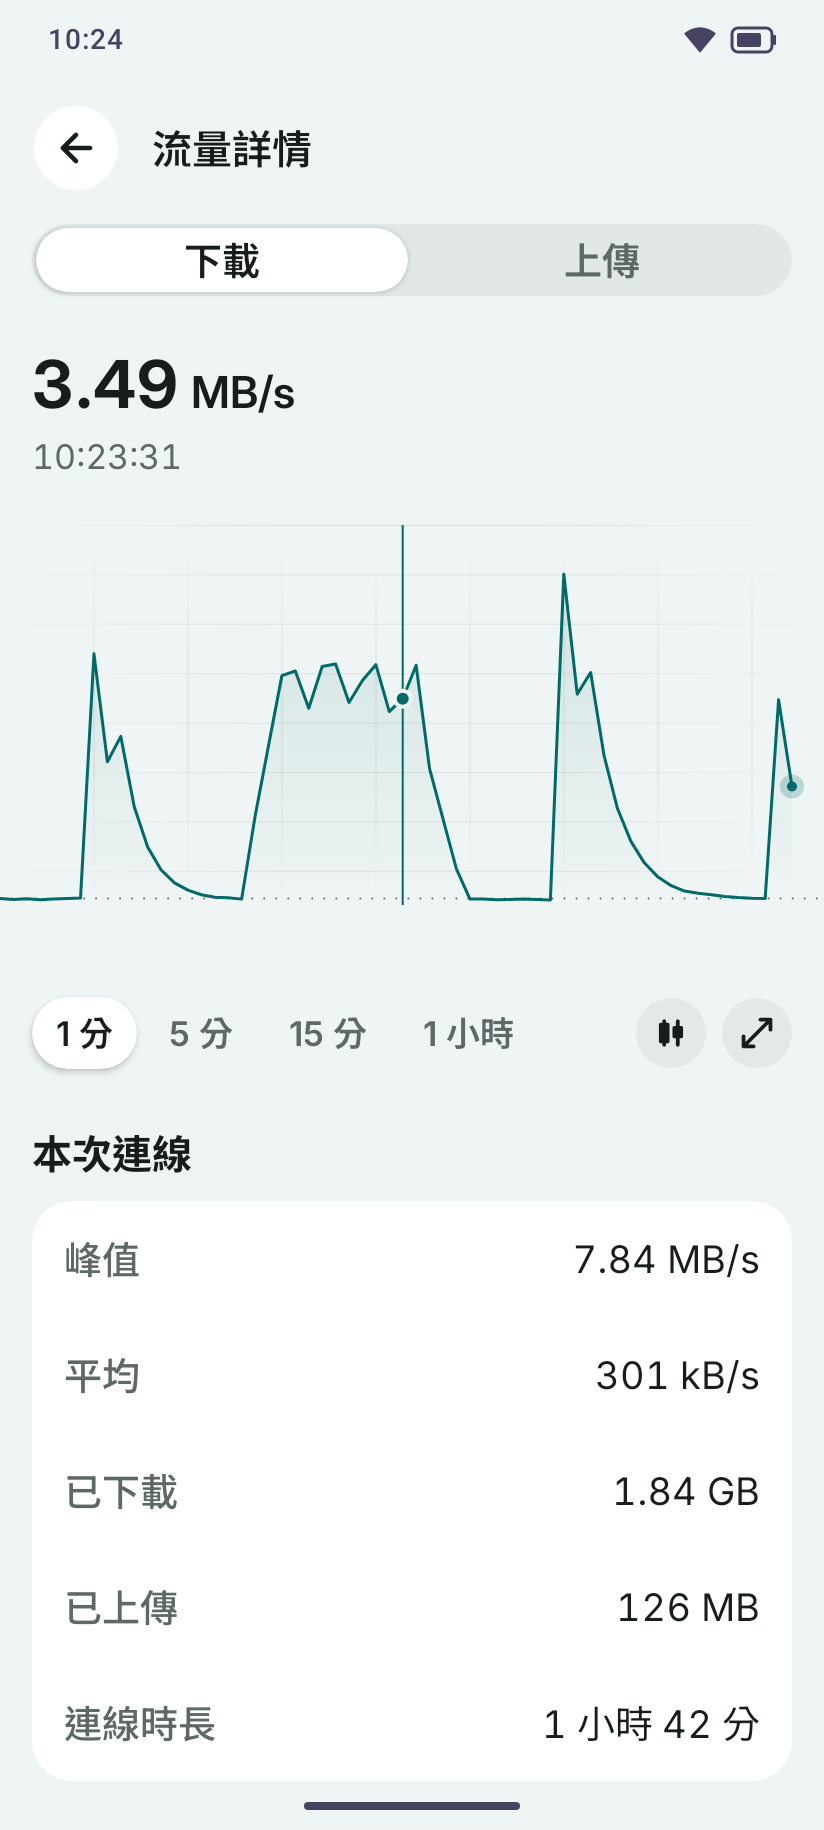 10:24
流量詳情
下載
上傳
3.49 MB/s
10:23:31
1 分
5 分
15 分
1 小時
本次連線
峰值
7.84 MB/s
平均
301 kB/s
已下載
1.84 GB
已上傳
126 MB
連線時長
1 小時 42 分